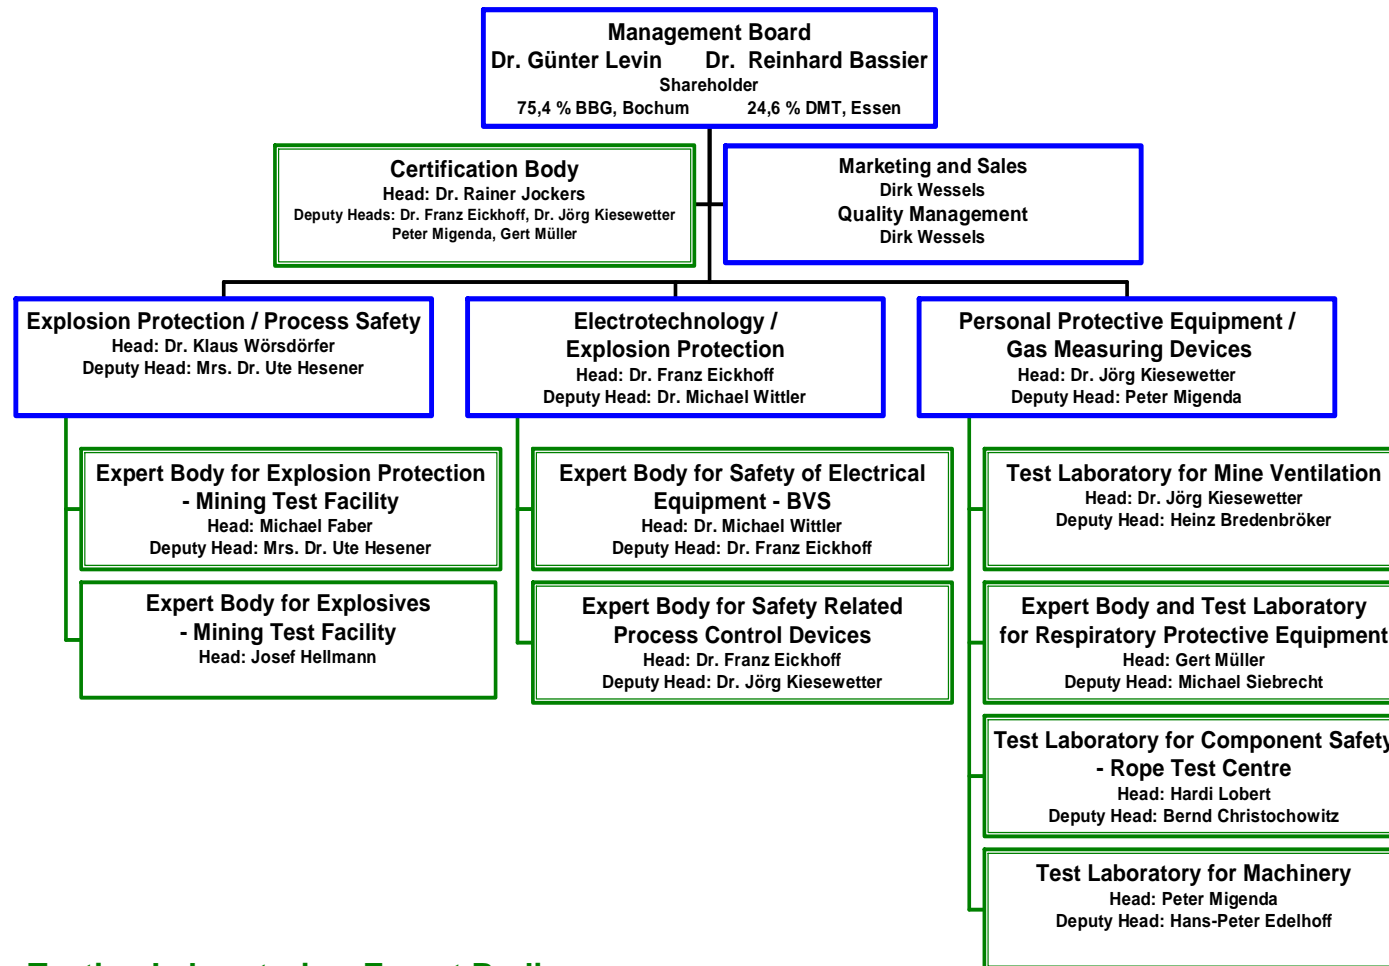 Management Board
Dr. Günter Levin Dr. Reinhard Bassier
Shareholder
75,4 % BBG, Bochum 24,6 % DMT, Essen
Certification Body
Head: Dr. Rainer Jockers
Deputy Heads: Dr. Franz Eickhoff, Dr. Jörg Kiesewetter
Peter Migenda, Gert Müller
Marketing and Sales
Dirk Wessels
Quality Management
Dirk Wessels
Explosion Protection / Process Safety
Head: Dr. Klaus Wörsdörfer
Deputy Head: Mrs. Dr. Ute Hesener
Electrotechnology /
Explosion Protection
Head: Dr. Franz Eickhoff
Deputy Head: Dr. Michael Wittler
Personal Protective Equipment /
Gas Measuring Devices
Head: Dr. Jörg Kiesewetter
Deputy Head: Peter Migenda
Expert Body for Explosion Protection
- Mining Test Facility
Head: Michael Faber
Deputy Head: Mrs. Dr. Ute Hesener
Expert Body for Explosives
- Mining Test Facility
Head: Josef Hellmann
Expert Body for Safety of Electrical
Equipment - BVS
Head: Dr. Michael Wittler
Deputy Head: Dr. Franz Eickhoff
Expert Body for Safety Related
Process Control Devices
Head: Dr. Franz Eickhoff
Deputy Head: Dr. Jörg Kiesewetter
Test Laboratory for Mine Ventilation
Head: Dr. Jörg Kiesewetter
Deputy Head: Heinz Bredenbröker
Expert Body and Test Laboratory
for Respiratory Protective Equipment
Head: Gert Müller
Deputy Head: Michael Siebrecht
Test Laboratory for Component Safety
- Rope Test Centre
Head: Hardi Lobert
Deputy Head: Bernd Christochowitz
Test Laboratory for Machinery
Head: Peter Migenda
Deputy Head: Hans-Peter Edelhoff